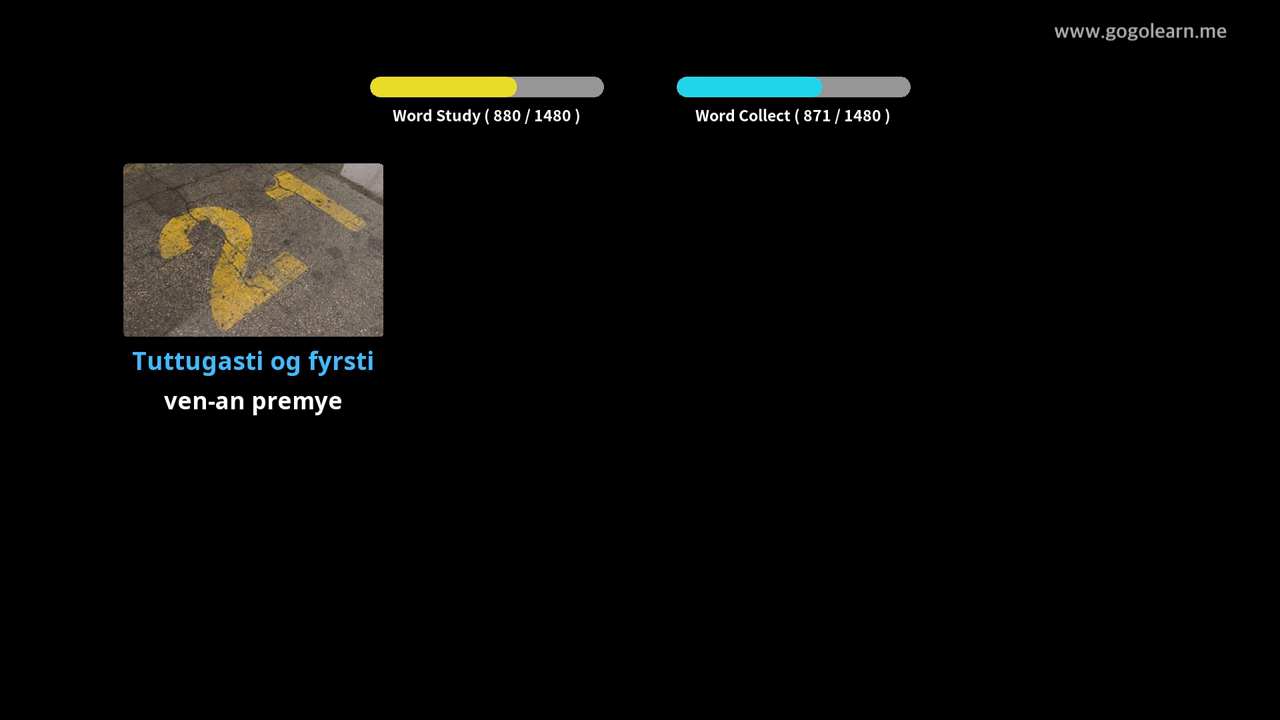 www.gogolearn.me
Word Study ( 880 / 1480 )
Word Collect ( 871 / 1480 )
21
Tuttugasti og fyrsti
ven-an premye